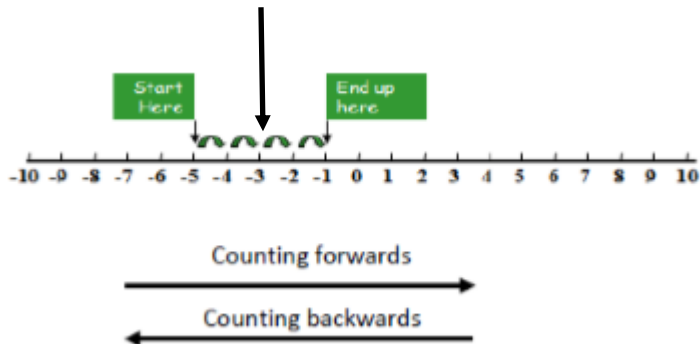 Start
Here
End up
here
-10 -9 -8 -7 -6 -5 -4 -3 -2 -1 0 1 2 3 4 5 6 7 8 9 10
Counting forwards
Counting backwards